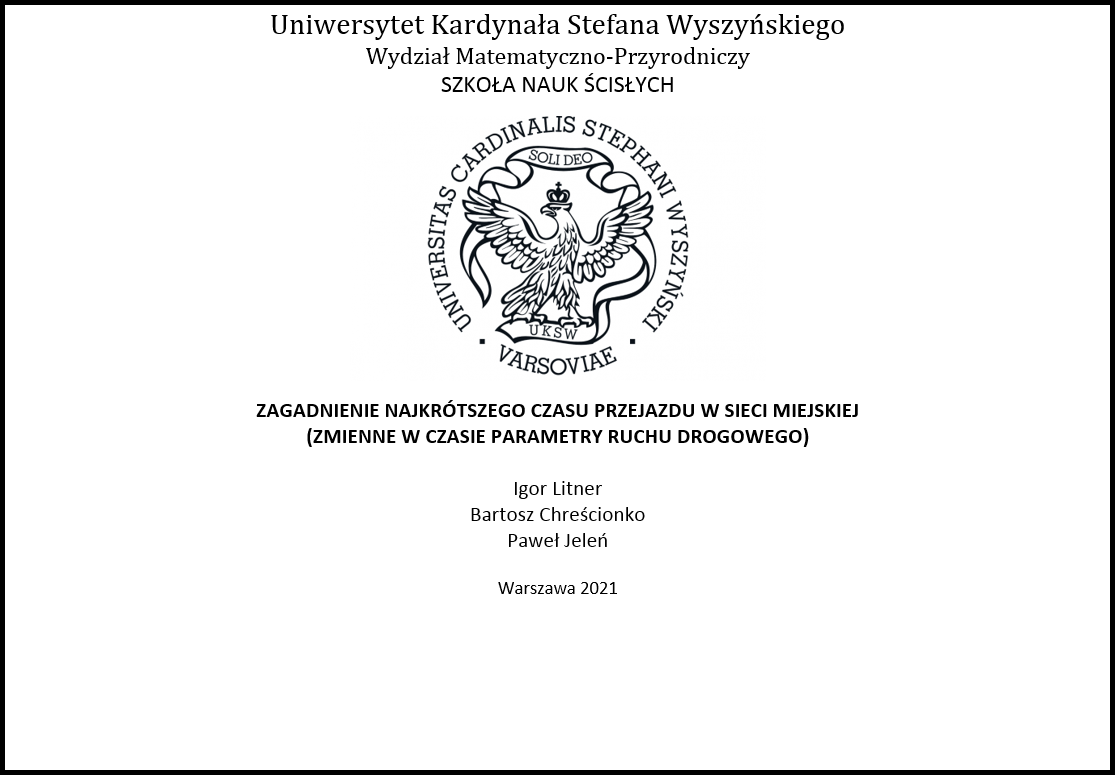 Uniwersytet Kardynała Stefana Wyszyńskiego
Wydział Matematyczno-Przyrodniczy
SZKOŁA NAUK ŚCISŁYCH
UNIVERSITAS CARDINALIS STEPHANI WYSZYŃSKI
SOLI DEO
UKSW
· VARSOVIAE ·
ZAGADNIENIE NAJKRÓTSZEGO CZASU PRZEJAZDU W SIECI MIEJSKIEJ
(ZMIENNE W CZASIE PARAMETRY RUCHU DROGOWEGO)
Igor Litner
Bartosz Chreścionko
Paweł Jeleń
Warszawa 2021